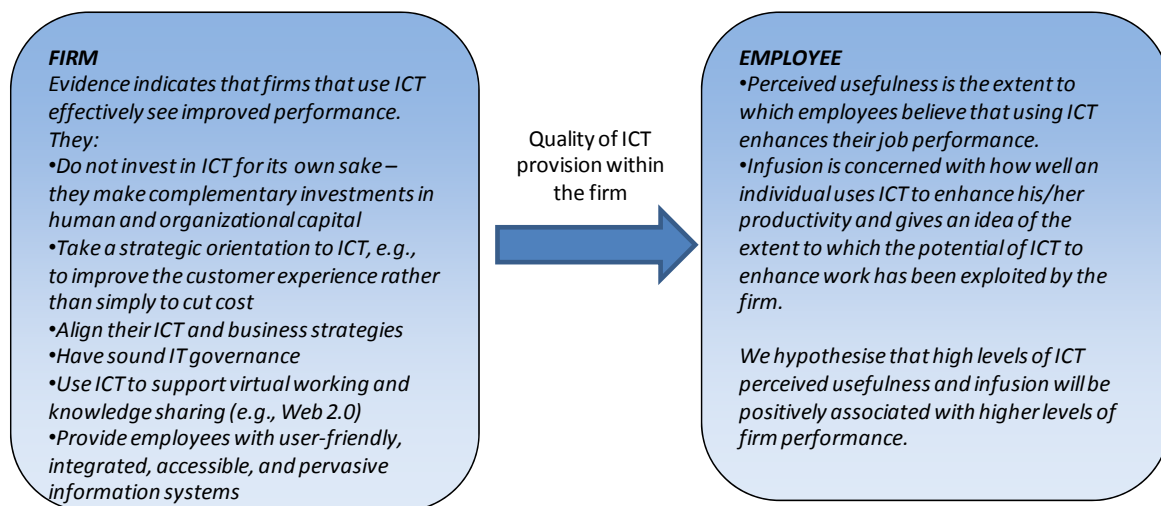 FIRM
Evidence indicates that firms that use ICT
effectively see improved performance.
They:
•Do not invest in ICT for its own sake –
they make complementary investments in
human and organizational capital
•Take a strategic orientation to ICT, e.g.,
to improve the customer experience rather
than simply to cut cost
•Align their ICT and business strategies
•Have sound IT governance
•Use ICT to support virtual working and
knowledge sharing (e.g., Web 2.0)
•Provide employees with user-friendly,
integrated, accessible, and pervasive
information systems
Quality of ICT
provision within
the firm
EMPLOYEE
•Perceived usefulness is the extent to
which employees believe that using ICT
enhances their job performance.
•Infusion is concerned with how well an
individual uses ICT to enhance his/her
productivity and gives an idea of the
extent to which the potential of ICT to
enhance work has been exploited by the
firm.
We hypothesise that high levels of ICT
perceived usefulness and infusion will be
positively associated with higher levels of
firm performance.